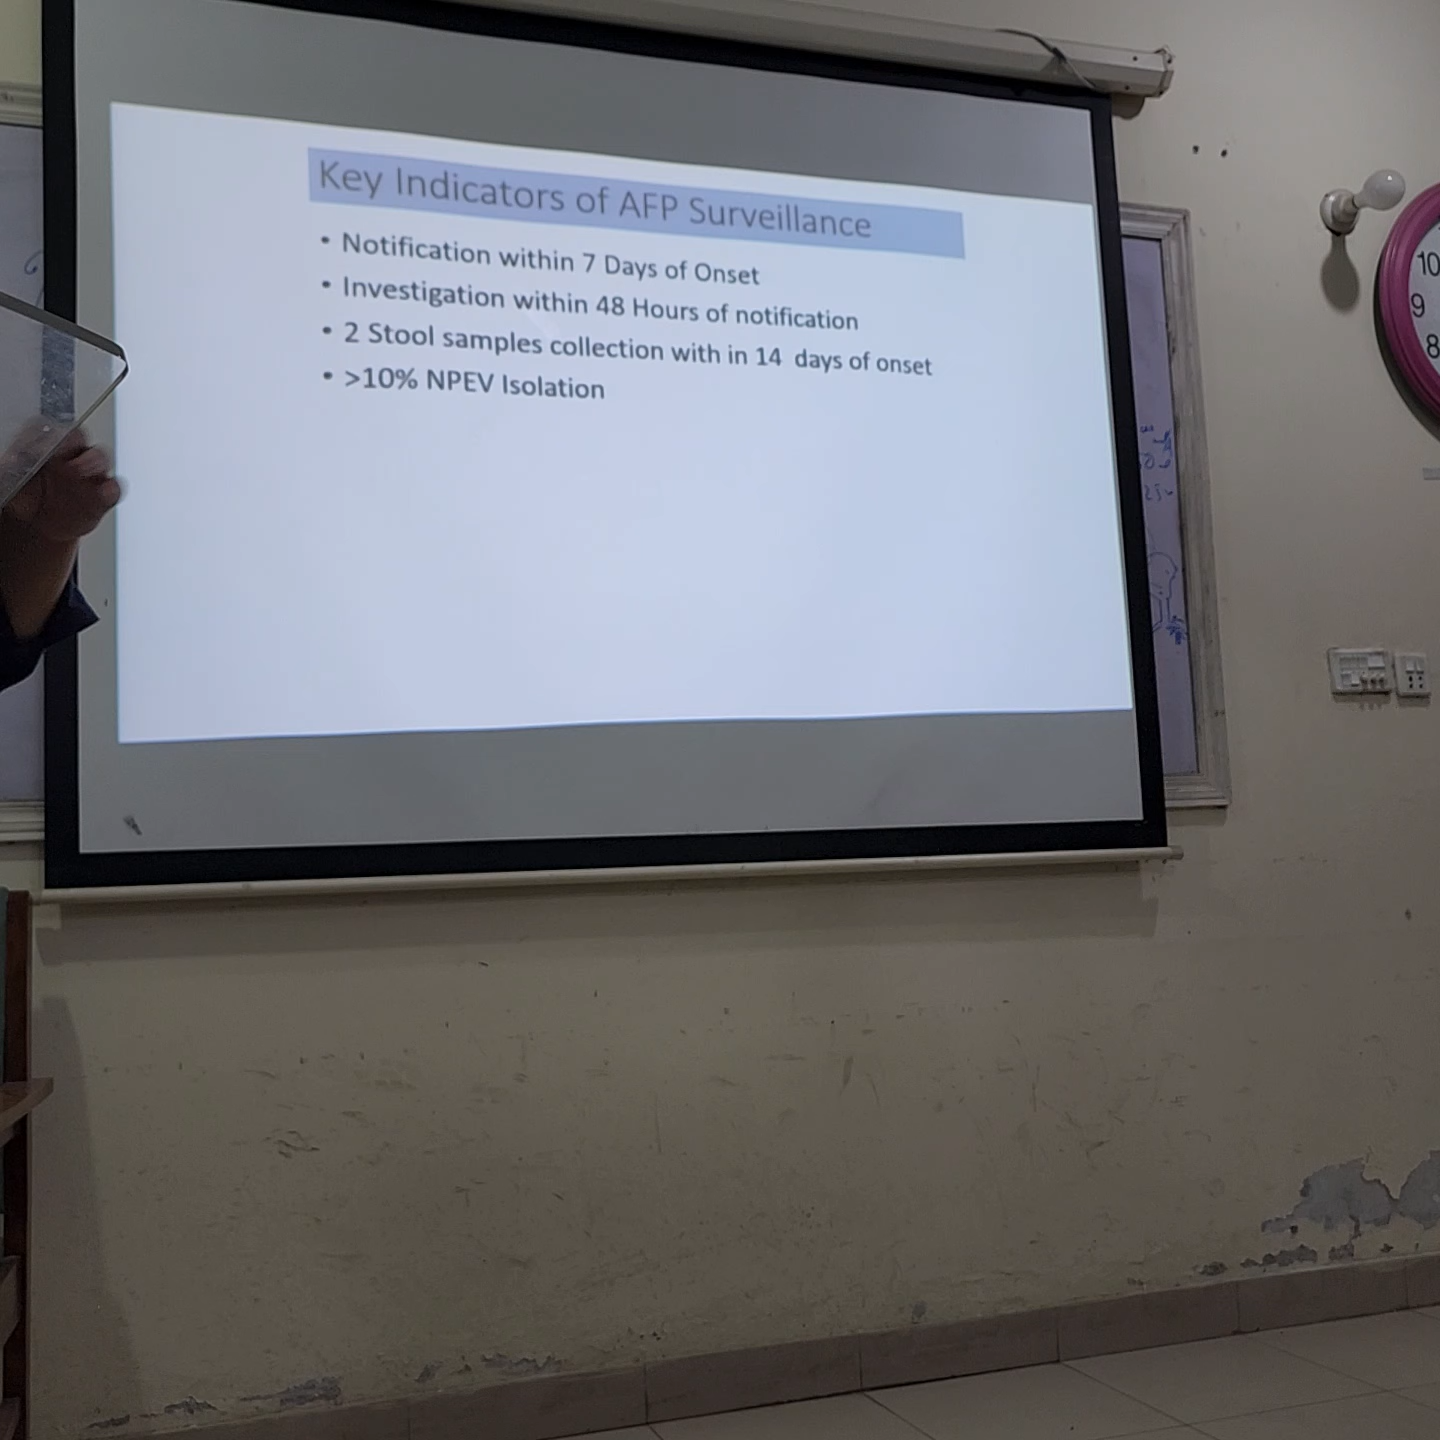 Key Indicators of AFP Surveillance
• Notification within 7 Days of Onset
• Investigation within 48 Hours of notification
• 2 Stool samples collection with in 14 days of onset
• >10% NPEV Isolation
10
9
8